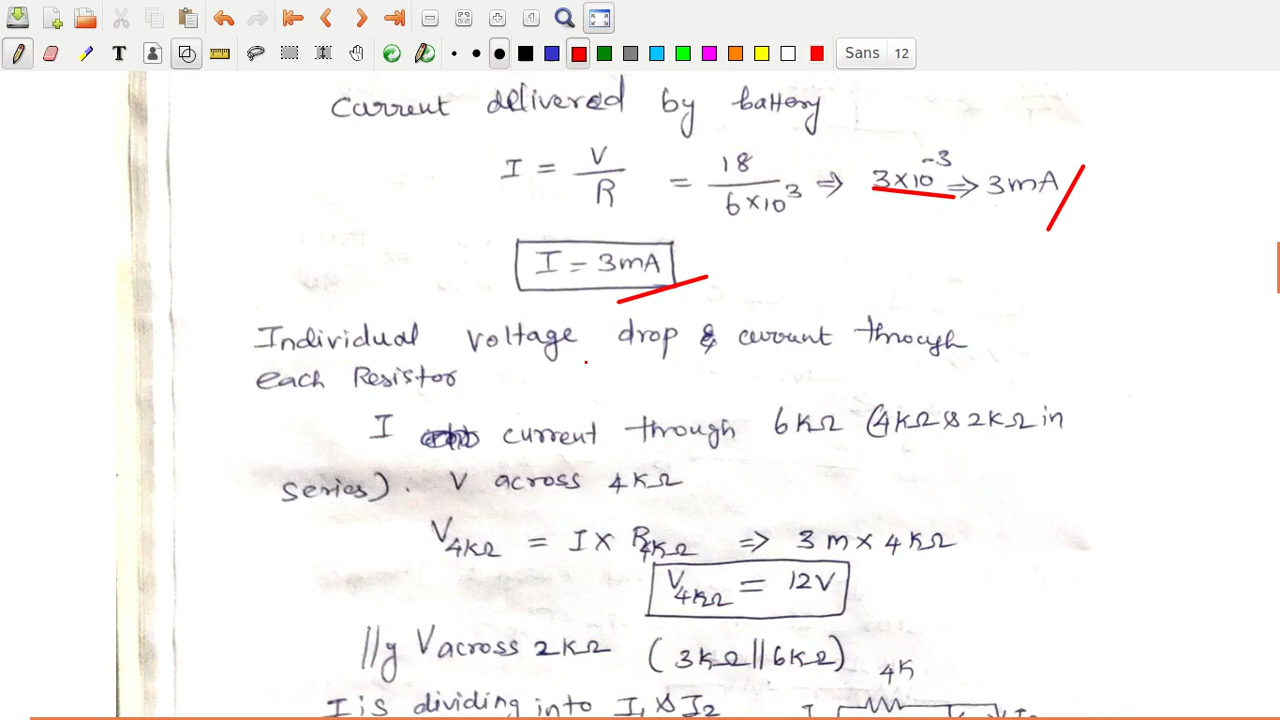 Sans 12
Current delivered by battery
I = V/R = 18/6×10³ ⇒ 3×10⁻³ ⇒ 3mA
I = 3mA
Individual voltage drop & current through
each Resistor
I current through 6KΩ (4KΩ & 2KΩ in
series). V across 4KΩ
V4KΩ = I × R4KΩ ⇒ 3m × 4KΩ
V4KΩ = 12V
||ly V across 2KΩ (3KΩ||6KΩ)
4K
I is dividing into I₁ & I₂